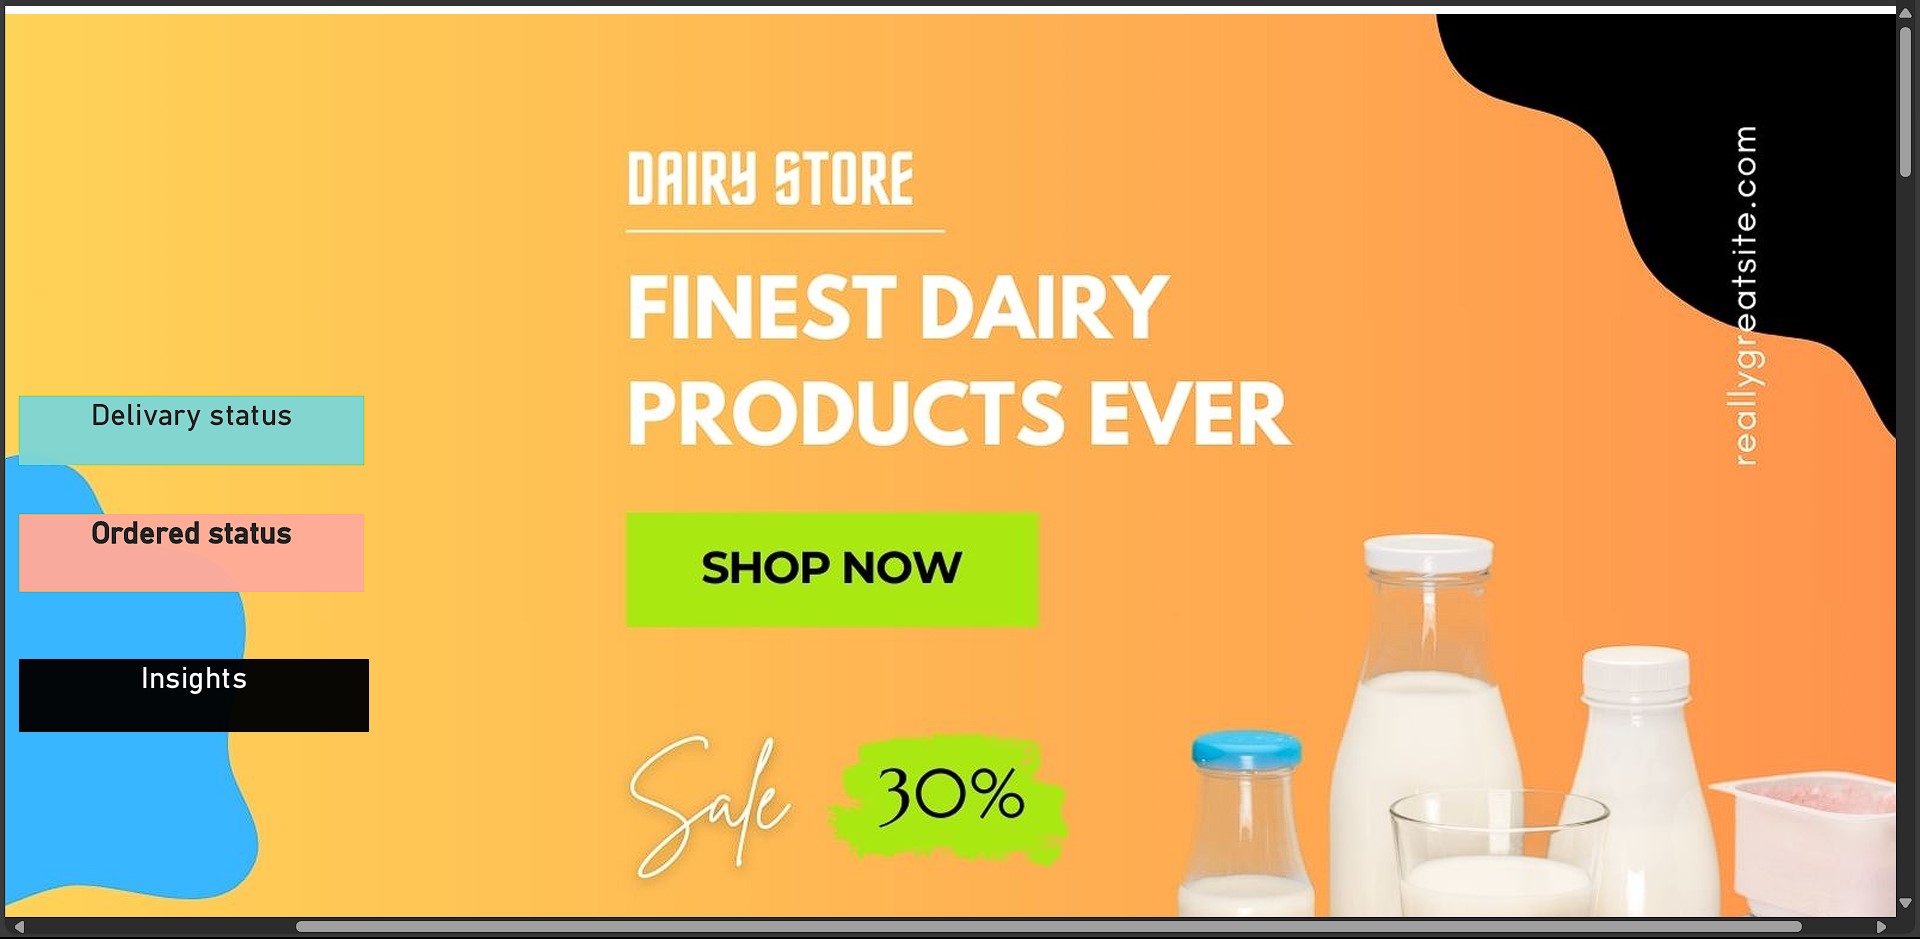 DAIRY STORE
FINEST DAIRY
PRODUCTS EVER
SHOP NOW
Sale 30%
reallygreatsite.com
Delivary status
Ordered status
Insights